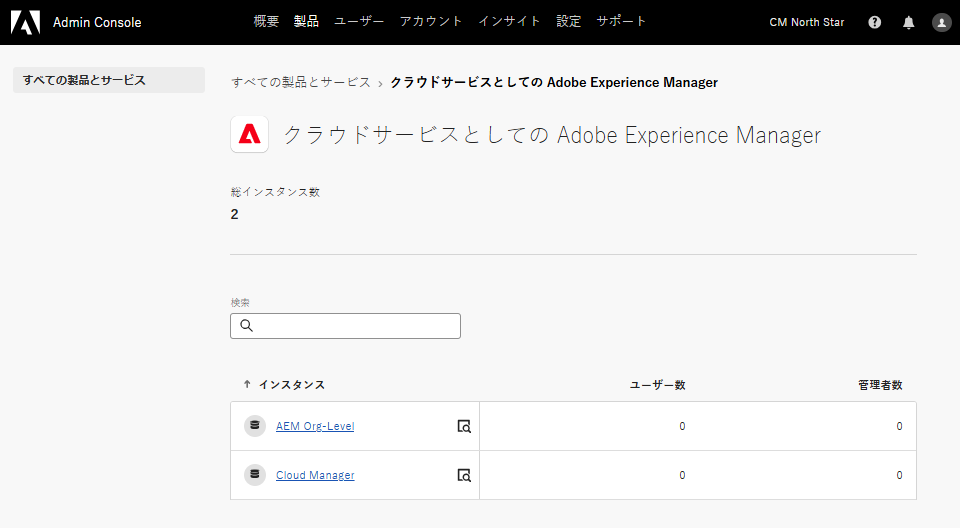 Admin Console 概要 製品 ユーザー アカウント インサイト 設定 サポート CM North Star
すべての製品とサービス
すべての製品とサービス › クラウドサービスとしての Adobe Experience Manager
クラウドサービスとしての Adobe Experience Manager
総インスタンス数
2
検索
↑ インスタンス ユーザー数 管理者数
AEM Org-Level 0 0
Cloud Manager 0 0